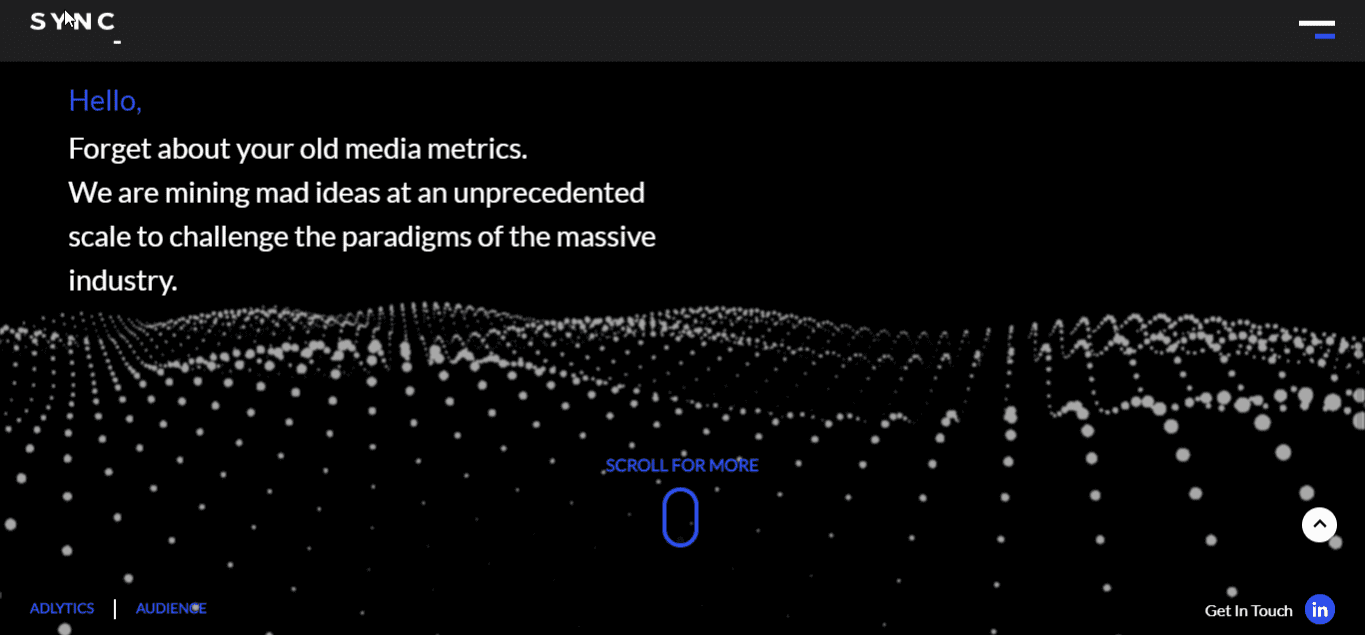 SYNC_
Hello,
Forget about your old media metrics.
We are mining mad ideas at an unprecedented
scale to challenge the paradigms of the massive
industry.
SCROLL FOR MORE
ADLYTICS | AUDIENCE
Get In Touch in